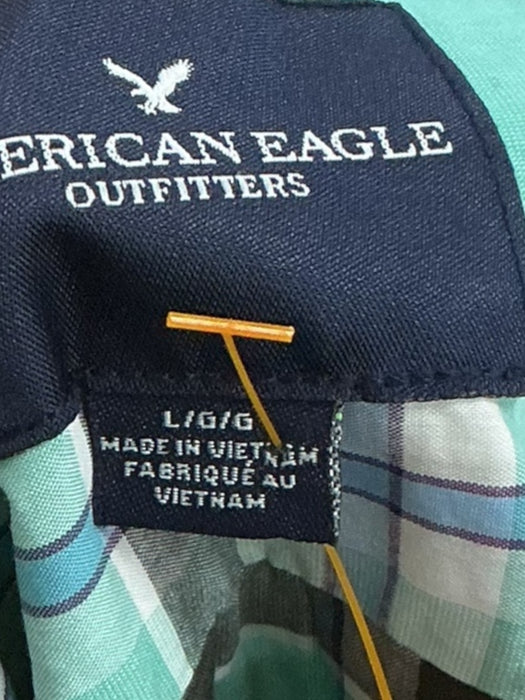 ERICAN EAGLE
OUTFITTERS
L/G/G
MADE IN VIETNAM
FABRIQUÉ AU
VIETNAM